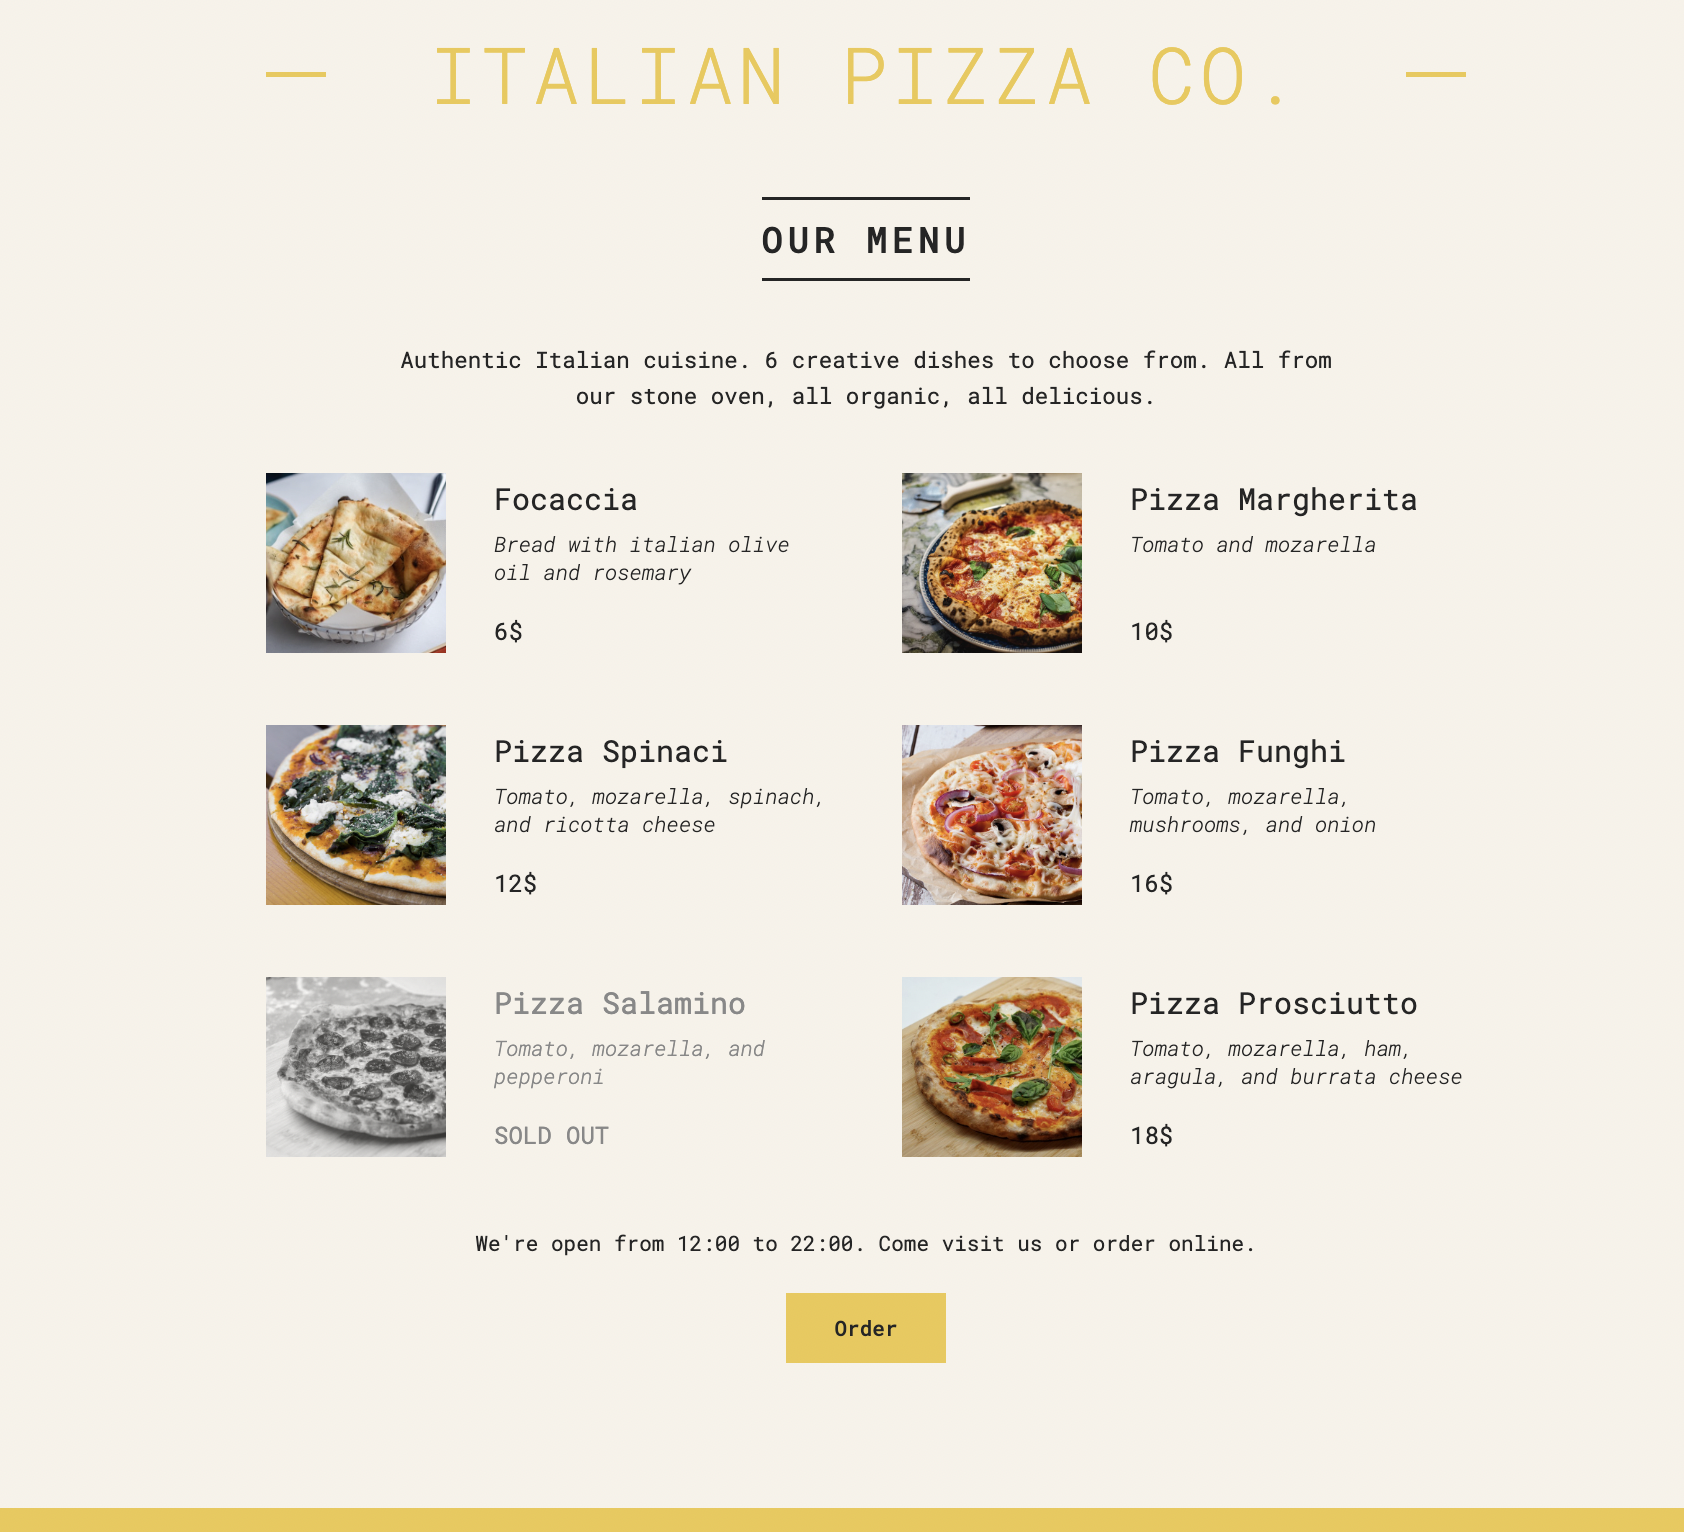 ITALIAN PIZZA CO.
OUR MENU
Authentic Italian cuisine. 6 creative dishes to choose from. All from
our stone oven, all organic, all delicious.
Focaccia
Bread with italian olive
oil and rosemary
6$
Pizza Margherita
Tomato and mozarella
10$
Pizza Spinaci
Tomato, mozarella, spinach,
and ricotta cheese
12$
Pizza Funghi
Tomato, mozarella,
mushrooms, and onion
16$
Pizza Salamino
Tomato, mozarella, and
pepperoni
SOLD OUT
Pizza Prosciutto
Tomato, mozarella, ham,
aragula, and burrata cheese
18$
We're open from 12:00 to 22:00. Come visit us or order online.
Order